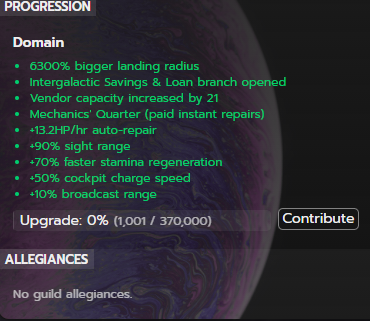 PROGRESSION
Domain
6300% bigger landing radius
Intergalactic Savings & Loan branch opened
Vendor capacity increased by 21
Mechanics' Quarter (paid instant repairs)
+13.2HP/hr auto-repair
+90% sight range
+70% faster stamina regeneration
+50% cockpit charge speed
+10% broadcast range
Upgrade: 0% (1,001 / 370,000) Contribute
ALLEGIANCES
No guild allegiances.